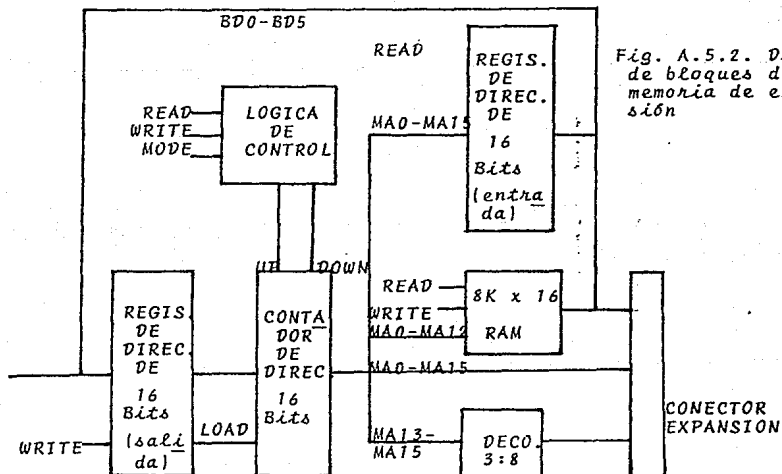 BD0-BD5
READ
REGIS.
DE
DIREC.
DE
16
Bits
(entra
da)
Fig. A.5.2.
de bloques
memoria de
sión
READ
WRITE
MODE
LOGICA
DE
CONTROL
MA0-MA15
UP DOWN
READ
WRITE
MA0-MA12
8K x 16
RAM
REGIS.
DE
DIREC.
DE
16
Bits
(sali
da)
WRITE
LOAD
CONTA
DOR
DE
DIREC
16
Bits
MA0-MA15
MA13-
MA15
DECO.
3:8
CONECTOR
EXPANSION